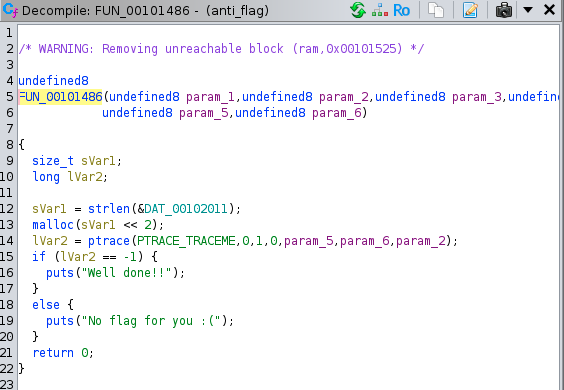 Decompile: FUN_00101486 - (anti_flag)
Ro
1
2 /* WARNING: Removing unreachable block (ram,0x00101525) */
3
4 undefined8
5 FUN_00101486(undefined8 param_1,undefined8 param_2,undefined8 param_3,undefine
6 undefined8 param_5,undefined8 param_6)
7
8 {
9 size_t sVar1;
10 long lVar2;
11
12 sVar1 = strlen(&DAT_00102011);
13 malloc(sVar1 << 2);
14 lVar2 = ptrace(PTRACE_TRACEME,0,1,0,param_5,param_6,param_2);
15 if (lVar2 == -1) {
16 puts("Well done!!");
17 }
18 else {
19 puts("No flag for you :(");
20 }
21 return 0;
22 }
23